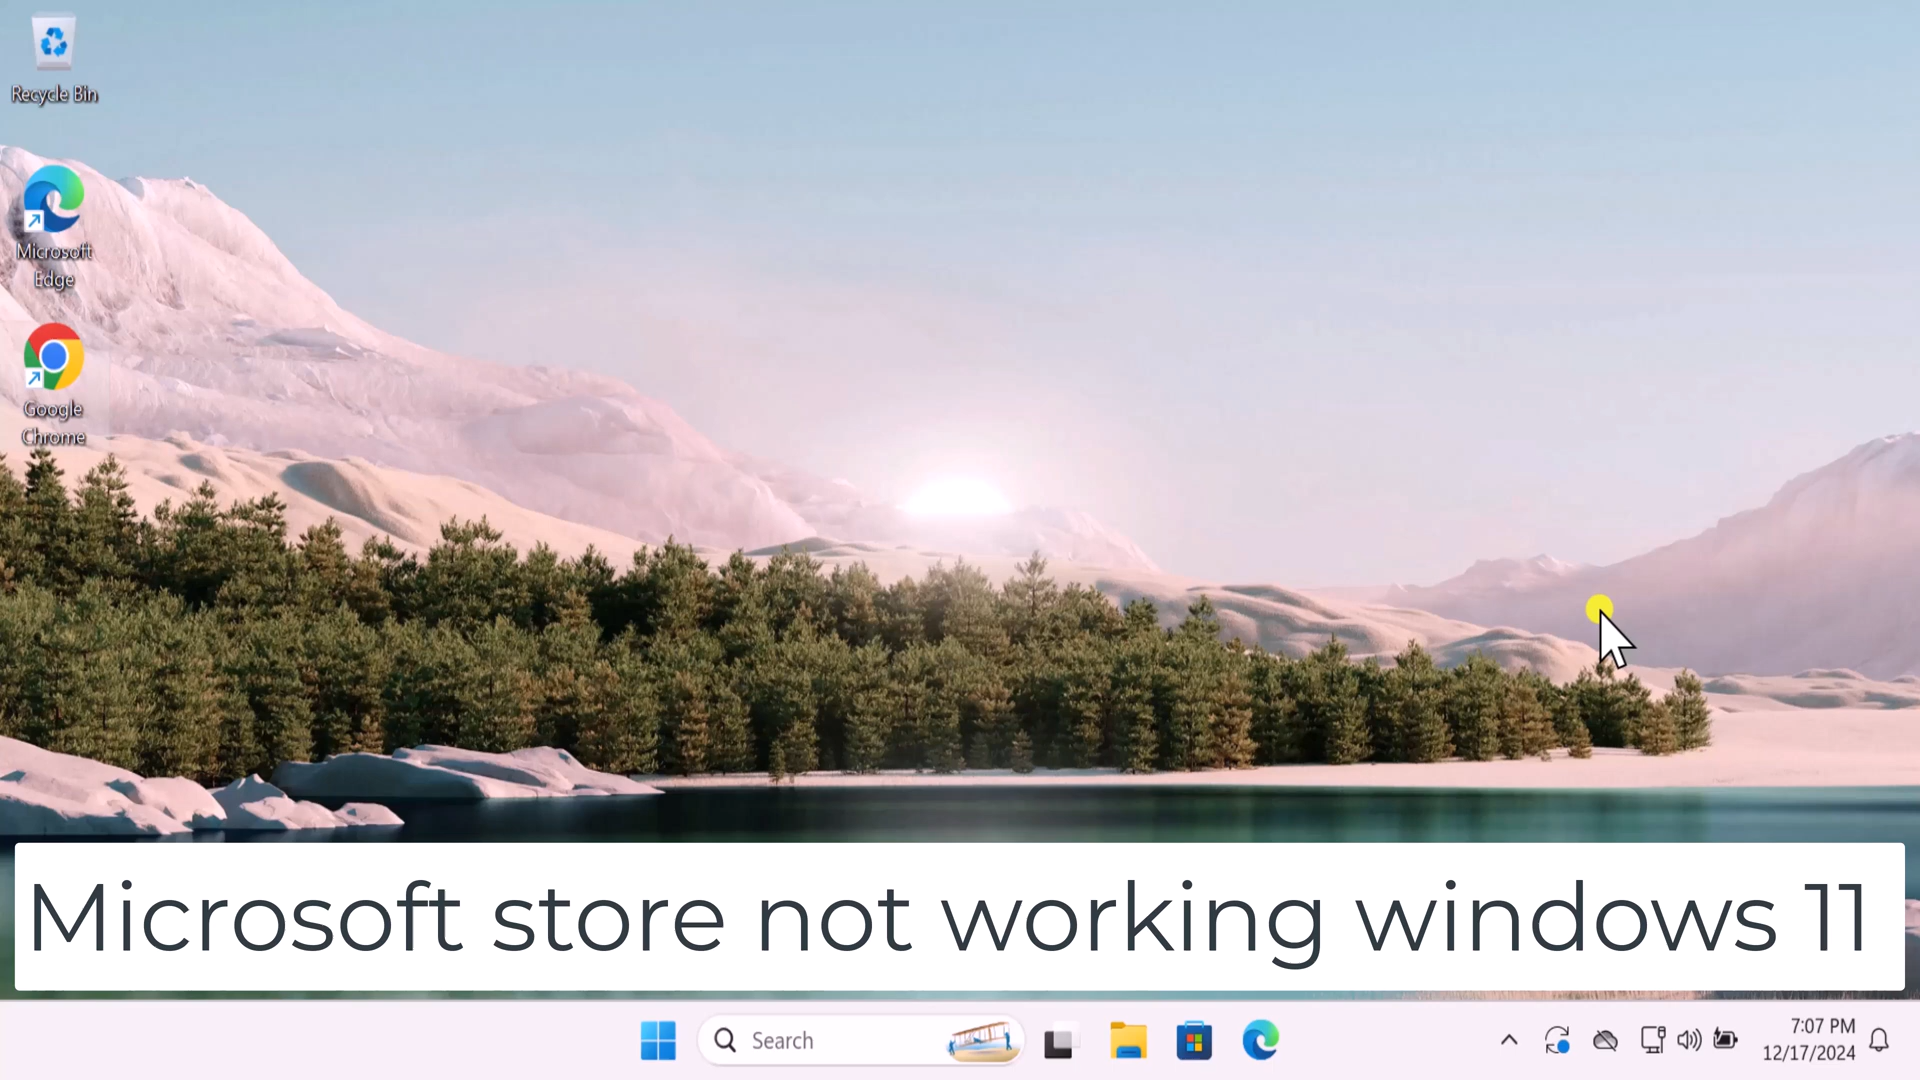 Recycle Bin
Microsoft
Edge
Google
Chrome
Microsoft store not working windows 11
Search
7:07 PM
12/17/2024